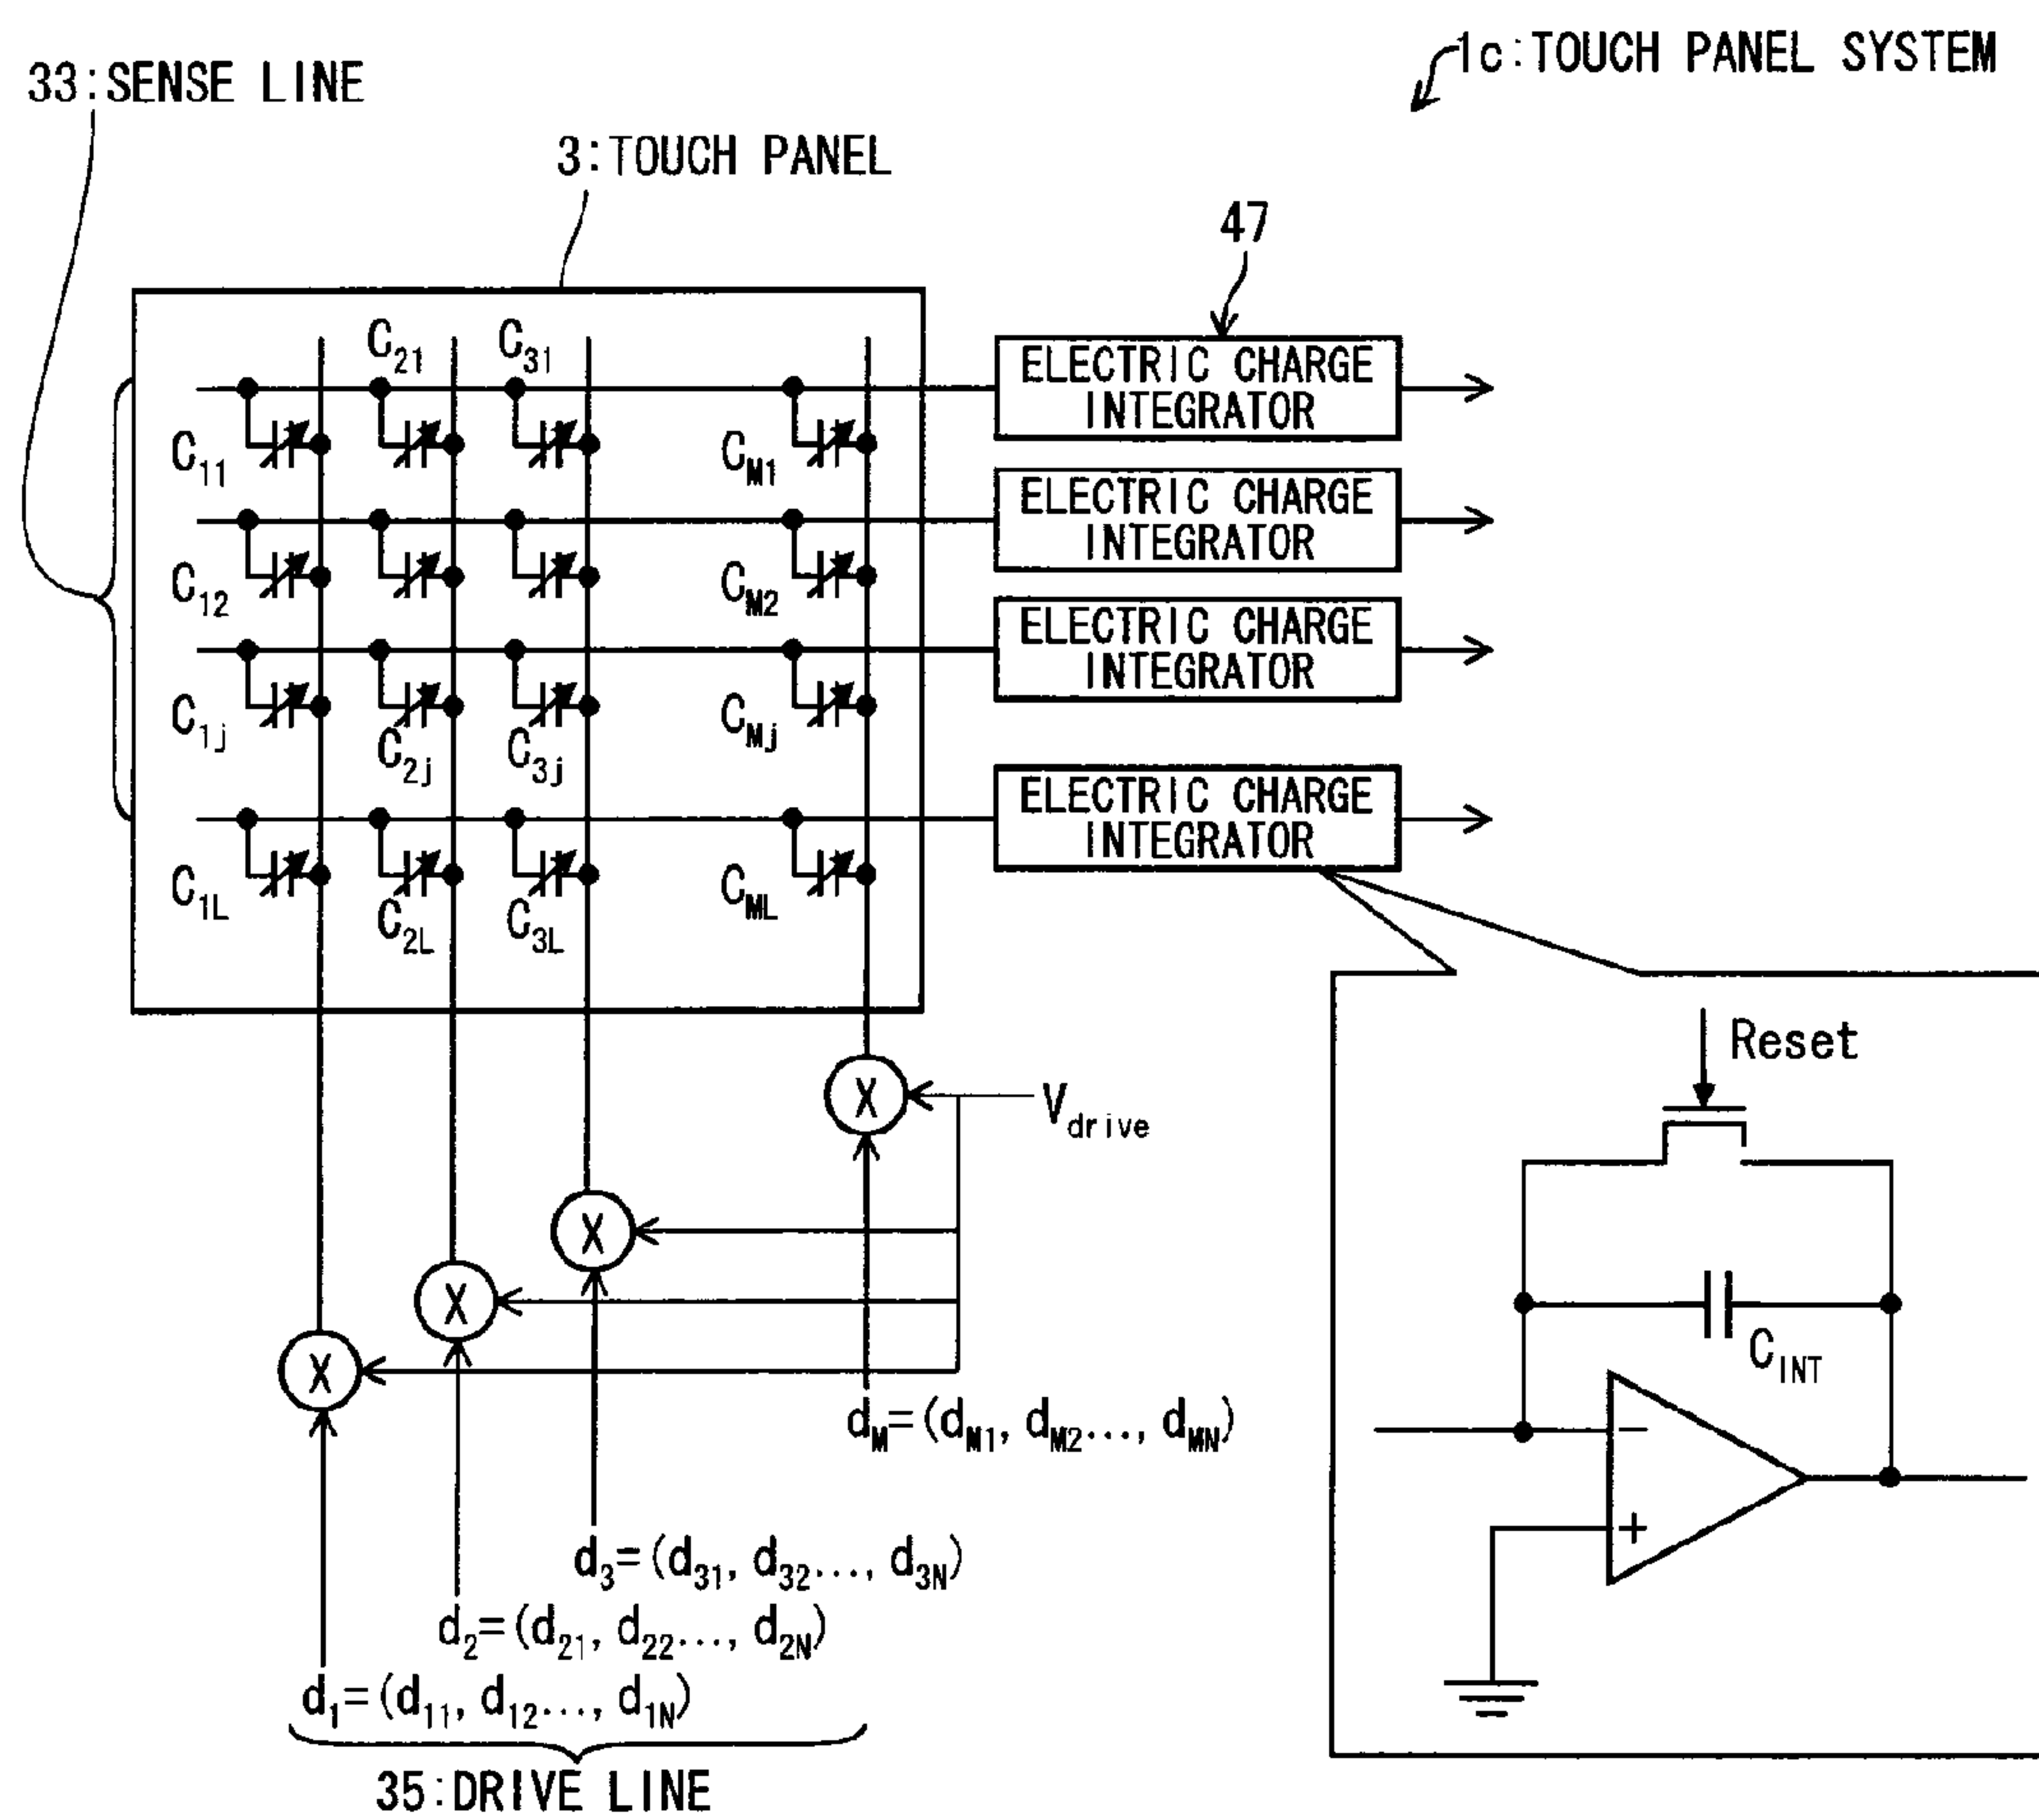 1c:TOUCH PANEL SYSTEM
33:SENSE LINE
3:TOUCH PANEL
47
C21 C31
ELECTRIC CHARGE
INTEGRATOR
C11 CM1
ELECTRIC CHARGE
INTEGRATOR
C12 CM2
ELECTRIC CHARGE
INTEGRATOR
C1j C2j C3j CMj
ELECTRIC CHARGE
INTEGRATOR
C1L C2L C3L CML
Reset
X Vdrive
X
X
X
CINT
−
+
dM=(dM1, dM2..., dMN)
d3=(d31, d32..., d3N)
d2=(d21, d22..., d2N)
d1=(d11, d12..., d1N)
35:DRIVE LINE